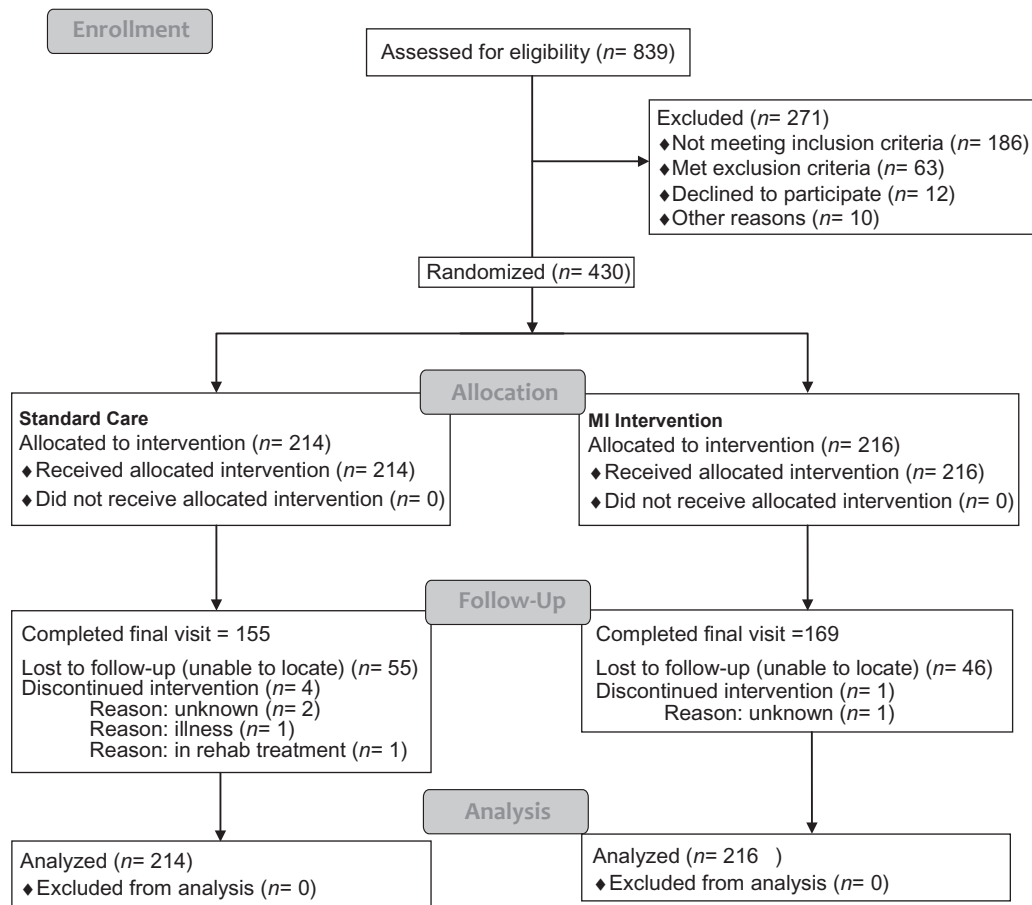 Enrollment
Assessed for eligibility (n= 839)
Excluded (n= 271)
♦Not meeting inclusion criteria (n= 186)
♦Met exclusion criteria (n= 63)
♦Declined to participate (n= 12)
♦Other reasons (n= 10)
Randomized (n= 430)
Allocation
Standard Care
Allocated to intervention (n= 214)
♦Received allocated intervention (n= 214)
♦Did not receive allocated intervention (n= 0)
MI Intervention
Allocated to intervention (n= 216)
♦Received allocated intervention (n= 216)
♦Did not receive allocated intervention (n= 0)
Follow-Up
Completed final visit = 155
Lost to follow-up (unable to locate) (n= 55)
Discontinued intervention (n= 4)
Reason: unknown (n= 2)
Reason: illness (n= 1)
Reason: in rehab treatment (n= 1)
Completed final visit =169
Lost to follow-up (unable to locate) (n= 46)
Discontinued intervention (n= 1)
Reason: unknown (n= 1)
Analysis
Analyzed (n= 214)
♦Excluded from analysis (n= 0)
Analyzed (n= 216 )
♦Excluded from analysis (n= 0)